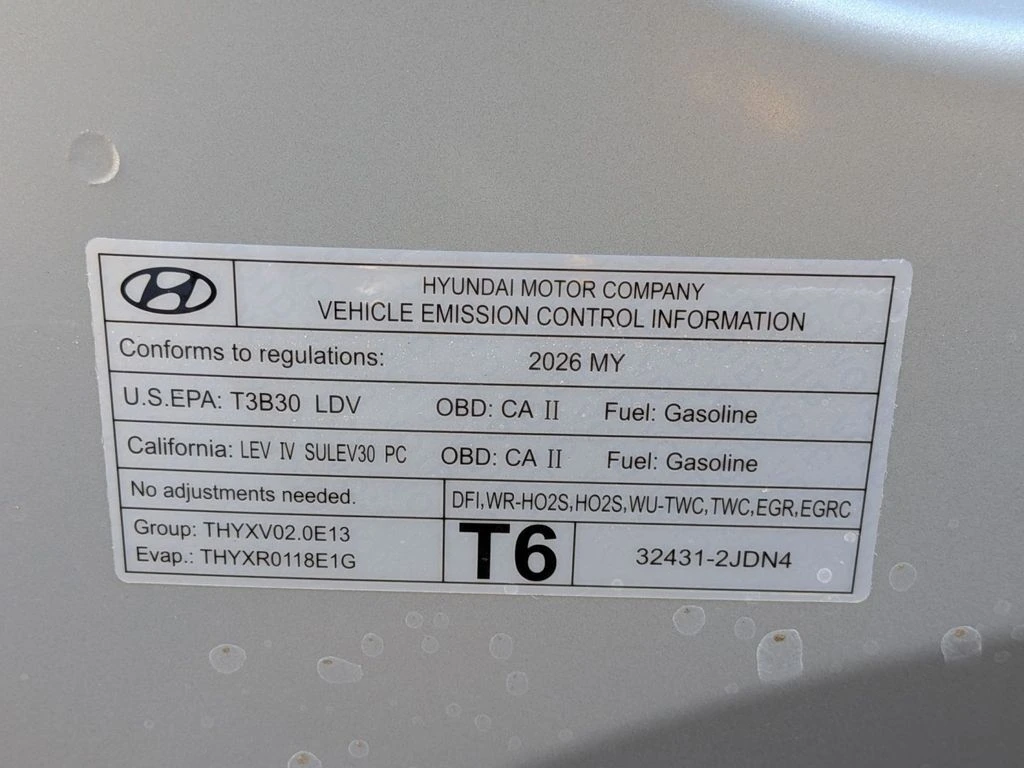 HYUNDAI MOTOR COMPANY
VEHICLE EMISSION CONTROL INFORMATION
Conforms to regulations: 2026 MY
U.S.EPA: T3B30 LDV OBD: CA II Fuel: Gasoline
California: LEV IV SULEV30 PC OBD: CA II Fuel: Gasoline
No adjustments needed. DFI,WR-HO2S,HO2S,WU-TWC,TWC,EGR,EGRC
Group: THYXV02.0E13
Evap.: THYXR0118E1G
T6
32431-2JDN4